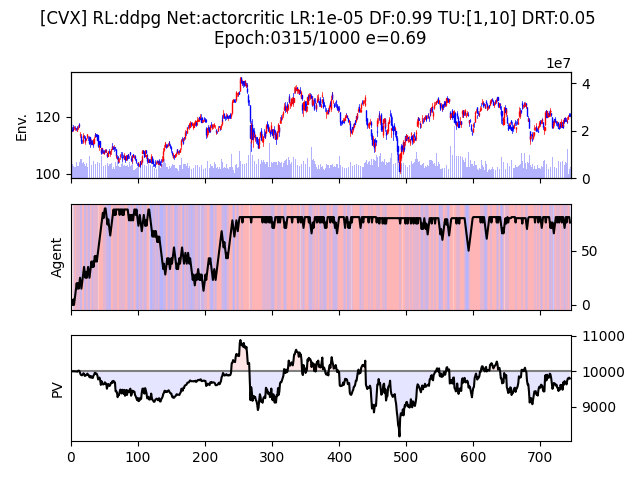 [CVX] RL:ddpg Net:actorcritic LR:1e-05 DF:0.99 TU:[1,10] DRT:0.05
Epoch:0315/1000 e=0.69
1e7
Env.
120
100
4
2
0
Agent
50
0
PV
11000
10000
9000
0 100 200 300 400 500 600 700